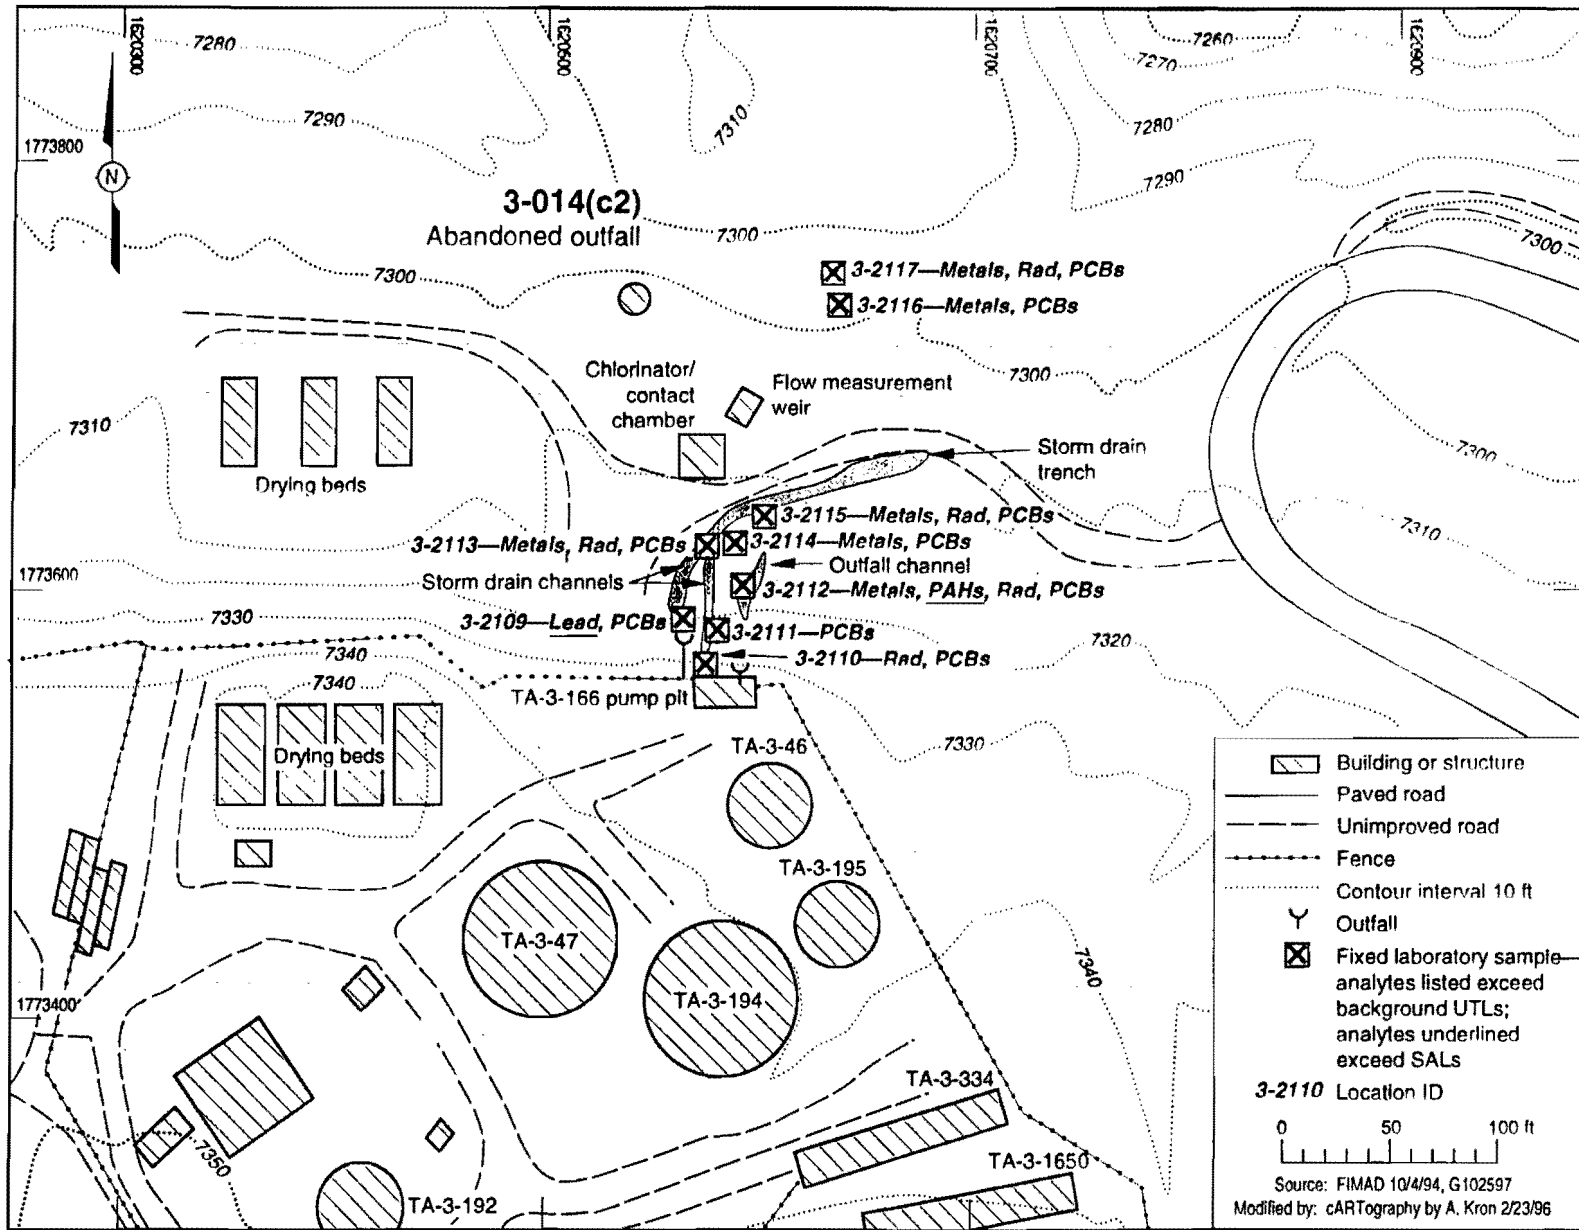 1620300
1620500
1620700
1620900
7280
7260
7270
7290
7310
7280
1773800
N
7290
3-014(c2)
Abandoned outfall
7300
7300
7300
3-2117—Metals, Rad, PCBs
3-2116—Metals, PCBs
Chlorinator/
contact
chamber
Flow measurement
weir
7300
7310
Storm drain
trench
7300
Drying beds
3-2115—Metals, Rad, PCBs
7310
3-2113—Metals, Rad, PCBs
3-2114—Metals, PCBs
Outfall channel
1773600
Storm drain channels
3-2112—Metals, PAHs, Rad, PCBs
7330
3-2109—Lead, PCBs
3-2111—PCBs
7320
7340
3-2110—Rad, PCBs
7340
TA-3-166 pump pit
Drying beds
TA-3-46
7330
TA-3-195
TA-3-47
TA-3-194
7340
1773400
TA-3-334
7350
TA-3-1650
TA-3-192
Building or structure
Paved road
Unimproved road
Fence
Contour interval 10 ft
Outfall
Fixed laboratory sample—
analytes listed exceed
background UTLs;
analytes underlined
exceed SALs
3-2110 Location ID
0 50 100 ft
Source: FIMAD 10/4/94, G102597
Modified by: cARTography by A. Kron 2/23/96